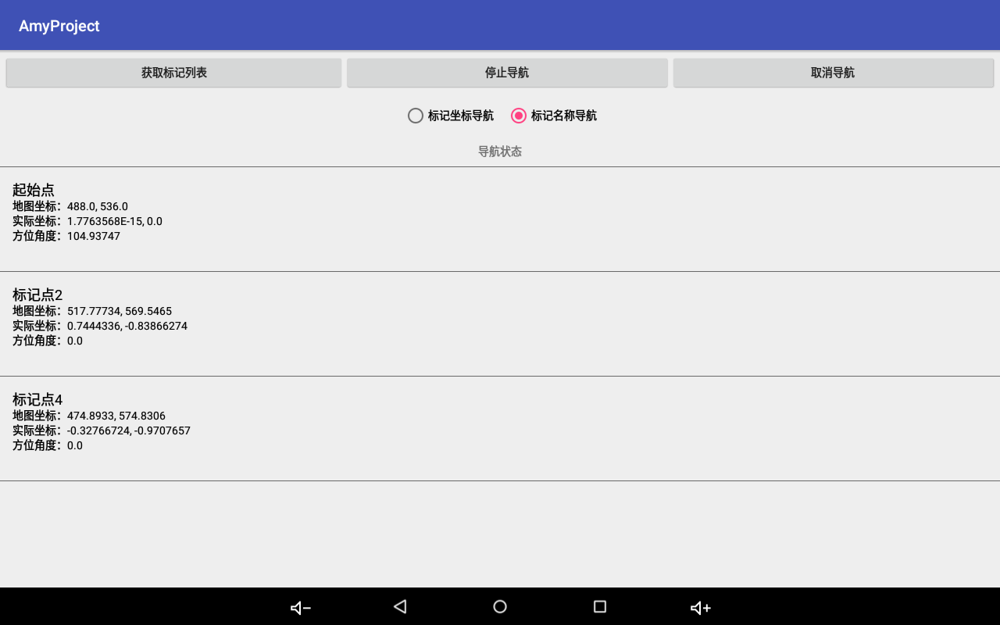 AmyProject
获取标记列表
停止导航
取消导航
标记坐标导航
标记名称导航
导航状态
起始点
地图坐标：488.0, 536.0
实际坐标：1.7763568E-15, 0.0
方位角度：104.93747
标记点2
地图坐标：517.77734, 569.5465
实际坐标：0.7444336, -0.83866274
方位角度：0.0
标记点4
地图坐标：474.8933, 574.8306
实际坐标：-0.32766724, -0.9707657
方位角度：0.0